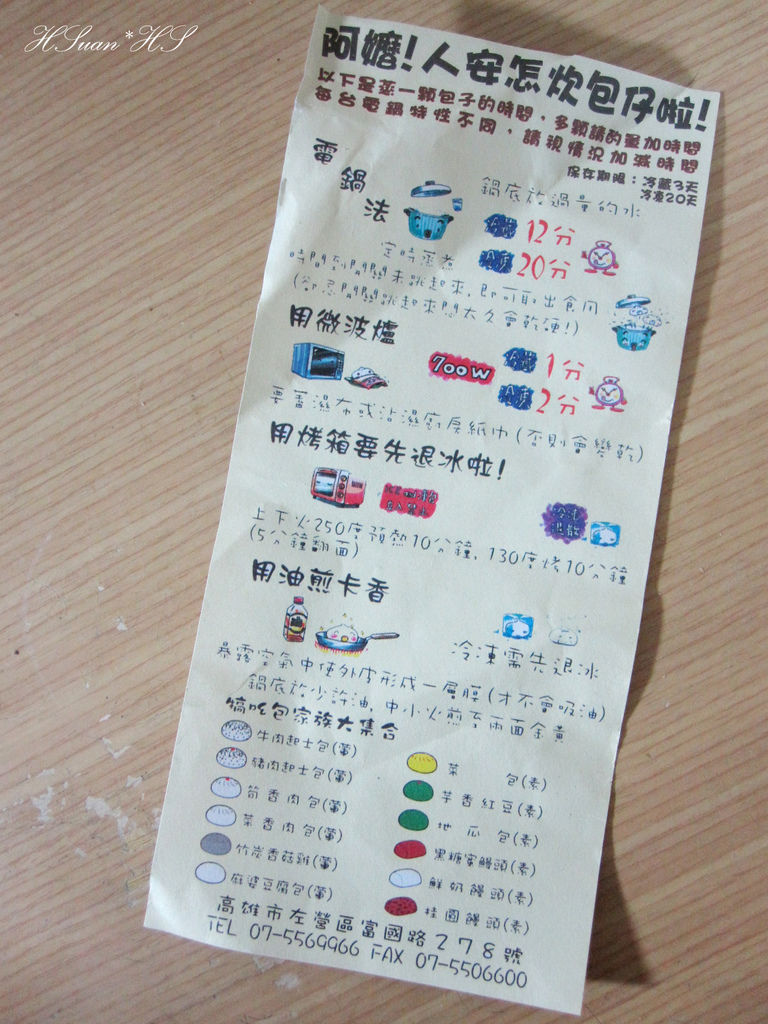 HSuan*HS
阿嬤!人安怎炊包仔啦!
以下是蒸一顆包子的時間,多顆請酌量加時間
每台電鍋特性不同,請視情況加減時間
保存期限:冷藏3天
冷凍20天
電鍋法
鍋底放過量的水
冷藏 12分
定時蒸煮 冷凍 20分
時間到開關未跳起來,即可取出食用
(勿忘開關跳起來悶太久會乾硬!)
用微波爐
700W 冷藏 1分
冷凍 2分
要蓋濕布或沾濕廚房紙巾(否則會變乾)
用烤箱要先退冰啦!
冷凍
上下火250度預熱10分鐘,130度烤10分鐘
(5分鐘翻面)
用油煎卡香
冷凍需先退冰
暴露空氣中使外皮形成一層膜(才不會吸油)
鍋底放少許油,中小火煎至兩面金黃
犒吃包家族大集合
牛肉起士包(葷)
豬肉起士包(葷)
筍香肉包(葷)
菜香肉包(葷)
竹炭香菇雞(葷)
麻婆豆腐包(葷)
菜 包(素)
芋香紅豆(素)
地瓜包(素)
黑糖蜜饅頭(素)
鮮奶饅頭(素)
桂圓饅頭(素)
高雄市左營區富國路278號
TEL 07-5569966 FAX 07-5506600